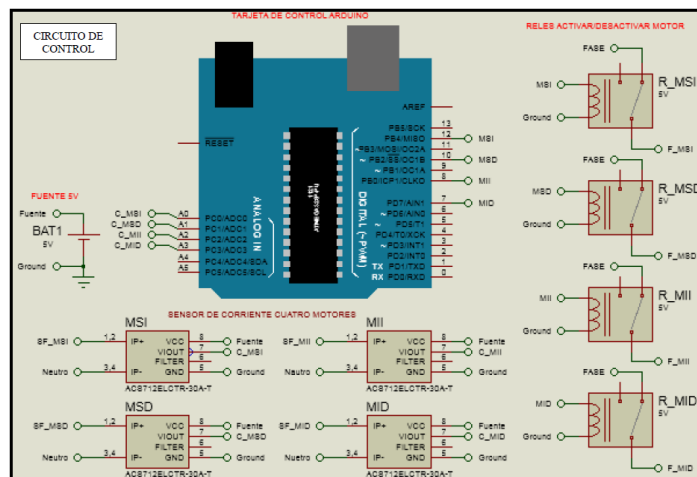 CIRCUITO DE
CONTROL
TARJETA DE CONTROL ARDUINO
RELES ACTIVAR/DESACTIVAR MOTOR
RESET
AREF
PB5/SCK 13
PB4/MISO 12 MSI
~PB3/MOSI/OC2A 11
~PB2/SS/OC1B 10 MSD
~PB1/OC1A 9
PB0/ICP1/CLKO 8 MII
PD7/AIN1 7 MID
~PD6/AIN0 6
~PD5/T1 5
PD4/T0/XCK 4
~PD3/INT1 3
PD2/INT0 2
TX PD1/TXD 1
RX PD0/RXD 0
DIGITAL (~PWM)
ANALOG IN
C_MSI A0 PC0/ADC0
C_MSD A1 PC1/ADC1
C_MII A2 PC2/ADC2
C_MID A3 PC3/ADC3
A4 PC4/ADC4/SDA
A5 PC5/ADC5/SCL
FUENTE 5V
Fuente
BAT1
5V
Ground
FASE
MSI
R_MSI
5V
Ground
F_MSI
FASE
MSD
R_MSD
5V
Ground
F_MSD
FASE
MII
R_MII
5V
Ground
F_MII
FASE
MID
R_MID
5V
Ground
F_MID
SENSOR DE CORRIENTE CUATRO MOTORES
MSI
SF_MSI 1,2 IP+ VCC 8 Fuente
VIOUT 7 C_MSI
FILTER 6
Neutro 3,4 IP- GND 5 Ground
ACS712ELCTR-30A-T
MII
SF_MII 1,2 IP+ VCC 8 Fuente
VIOUT 7 C_MII
FILTER 6
Neutro 3,4 IP- GND 5 Ground
ACS712ELCTR-30A-T
MSD
SF_MSD 1,2 IP+ VCC 8 Fuente
VIOUT 7 C_MSD
FILTER 6
Neutro 3,4 IP- GND 5 Ground
ACS712ELCTR-30A-T
MID
SF_MID 1,2 IP+ VCC 8 Fuente
VIOUT 7 C_MID
FILTER 6
Neutro 3,4 IP- GND 5 Ground
ACS712ELCTR-30A-T